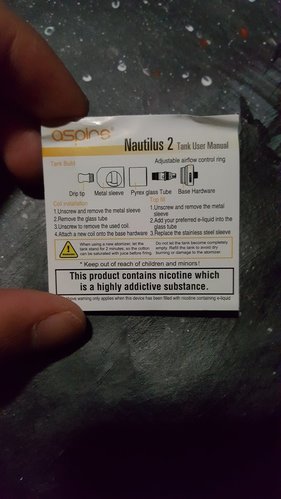 aspire
Nautilus 2 Tank User Manual
Tank Build
Adjustable airflow control ring
Drip tip Metal sleeve Pyrex glass Tube Base Hardware
Coil installation
1.Unscrew and remove the metal sleeve
2.Remove the glass tube
3.Unscrew to remove the used coil.
4.Attach a new coil onto the base hardware
Top fill
1.Unscrew and remove the metal
sleeve
2.Add your preferred e-liquid into the
glass tube
3.Replace the stainless steel sleeve
When using a new atomizer, let the
tank stand for 2 minutes, so the cotton
can be saturated with juice before firing.
Do not let the tank become completely
empty. Refill the tank to avoid dry
burning or damage to the atomizer.
* Keep out of reach of children and minors!
This product contains nicotine which
is a highly addictive substance.
above warning only applies when this device has been filled with nicotine containing e-liquid